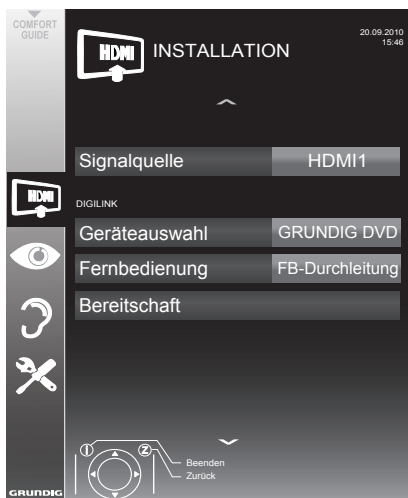 COMFORT
GUIDE
HDMI
INSTALLATION
20.09.2010
15:46
Signalquelle
HDMI1
HDMI
DIGILINK
Geräteauswahl
GRUNDIG DVD
Fernbedienung
FB-Durchleitung
Bereitschaft
Z
Beenden
Zurück
GRUNDIG